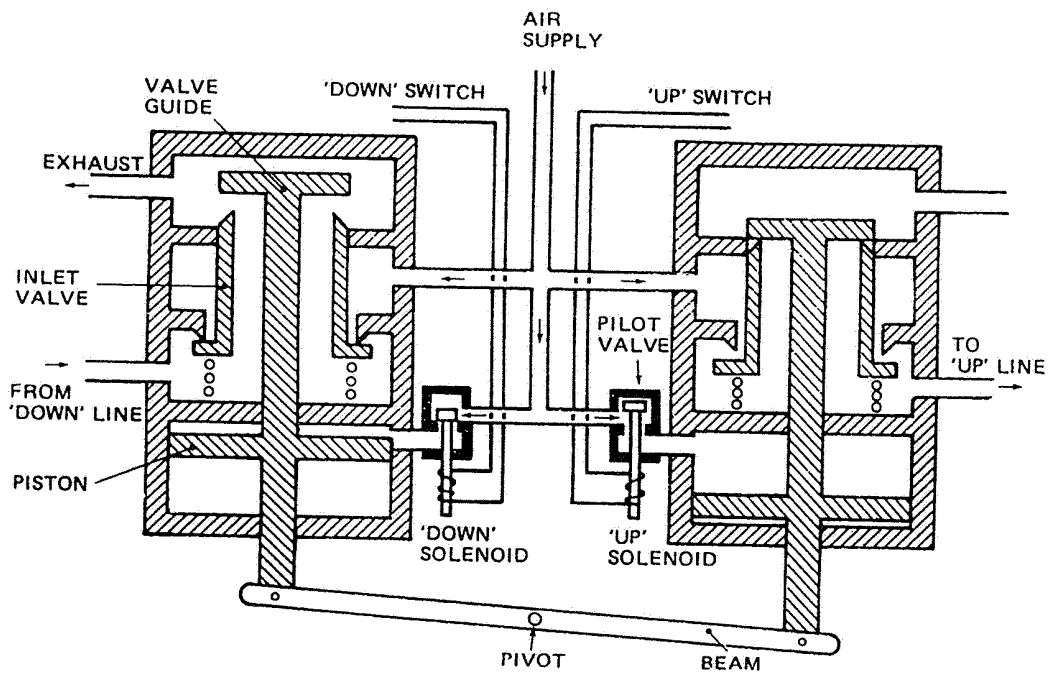 AIR
SUPPLY
VALVE
GUIDE
'DOWN' SWITCH
'UP' SWITCH
EXHAUST
INLET
VALVE
PILOT
VALVE
FROM
'DOWN' LINE
TO
'UP' LINE
PISTON
'DOWN'
SOLENOID
'UP'
SOLENOID
PIVOT
BEAM